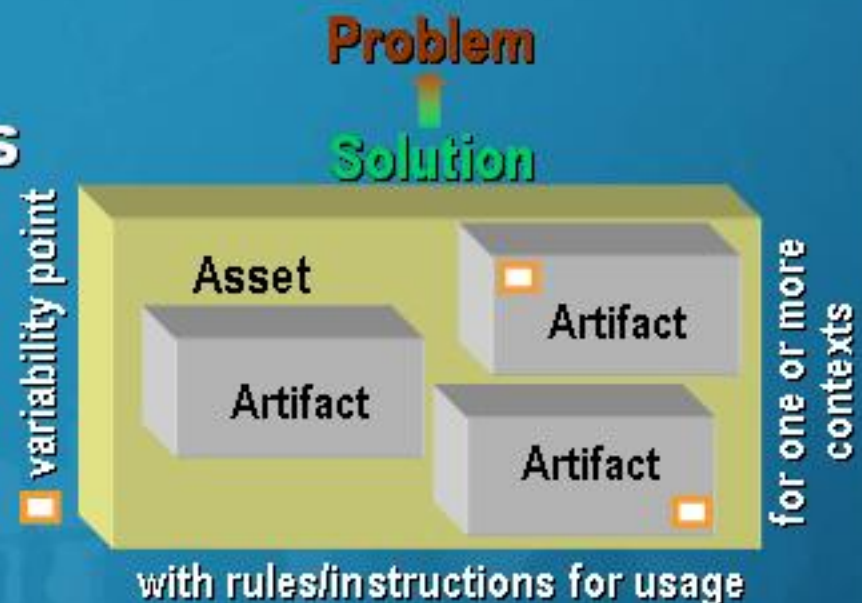 Problem
Solution
s
variability point
Asset
Artifact
Artifact
Artifact
for one or more
contexts
with rules/instructions for usage